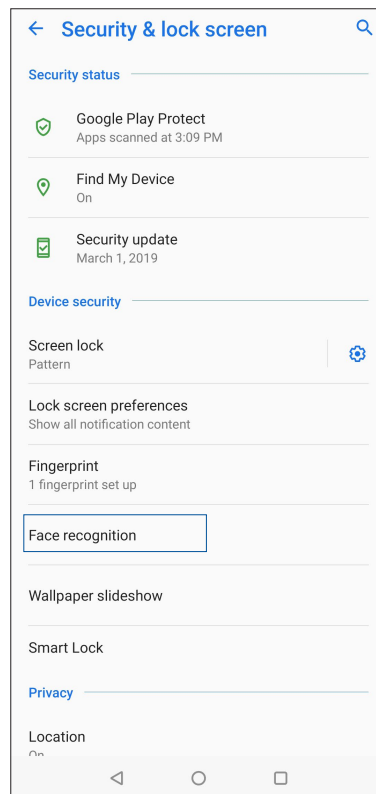 Security & lock screen
Security status
Google Play Protect
Apps scanned at 3:09 PM
Find My Device
On
Security update
March 1, 2019
Device security
Screen lock
Pattern
Lock screen preferences
Show all notification content
Fingerprint
1 fingerprint set up
Face recognition
Wallpaper slideshow
Smart Lock
Privacy
Location
On